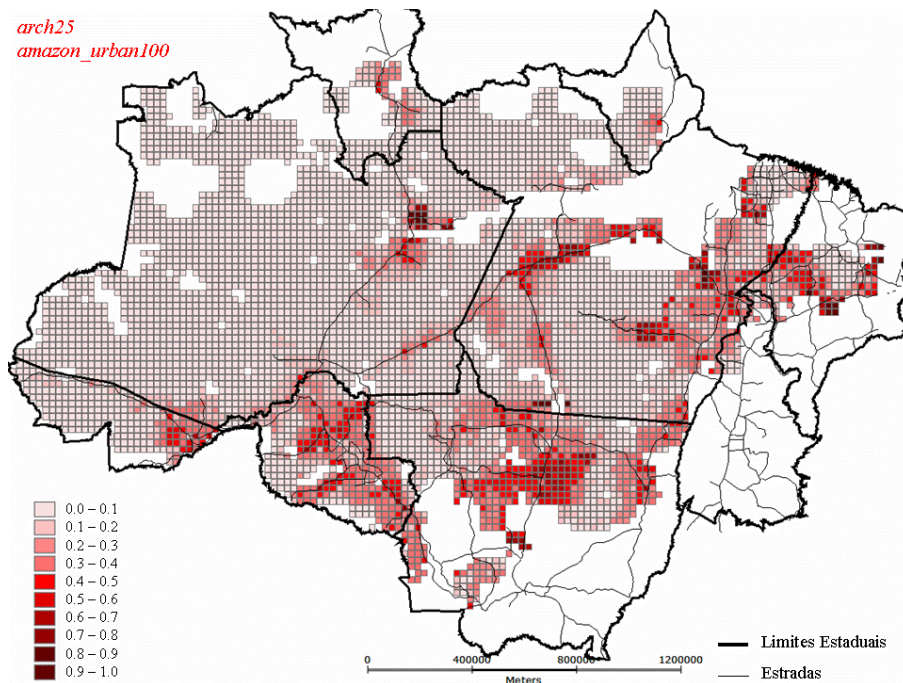 arch25
amazon_urban100
0.0 – 0.1
0.1 – 0.2
0.2 – 0.3
0.3 – 0.4
0.4 – 0.5
0.5 – 0.6
0.6 – 0.7
0.7 – 0.8
0.8 – 0.9
0.9 – 1.0
Limites Estaduais
Estradas
0 400000 800000 1200000
Meters